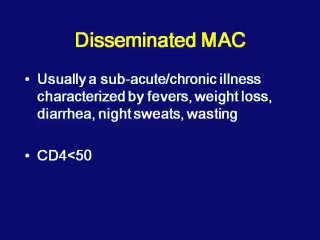 Disseminated MAC
• Usually a sub-acute/chronic illness
characterized by fevers, weight loss,
diarrhea, night sweats, wasting
• CD4<50